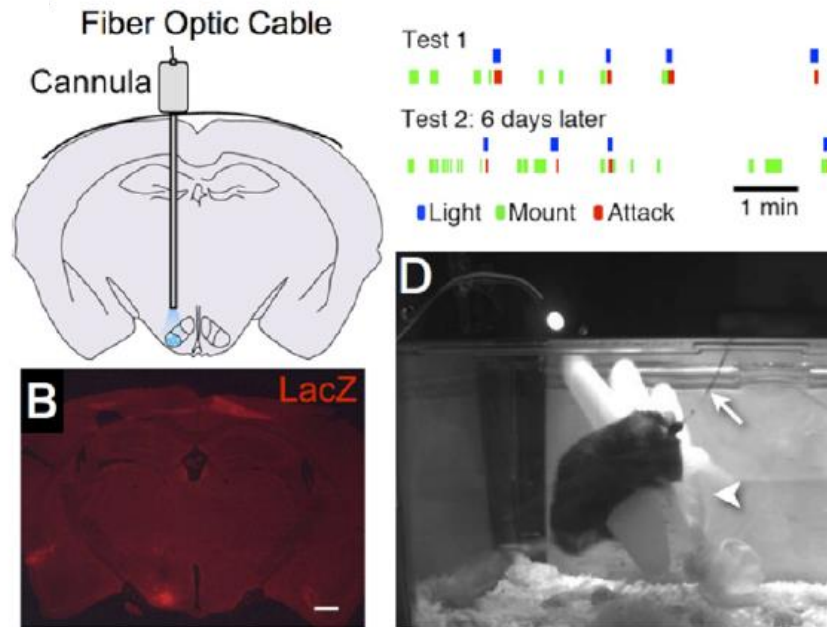 Fiber Optic Cable
Cannula
Test 1
Test 2: 6 days later
Light Mount Attack
1 min
B
LacZ
D